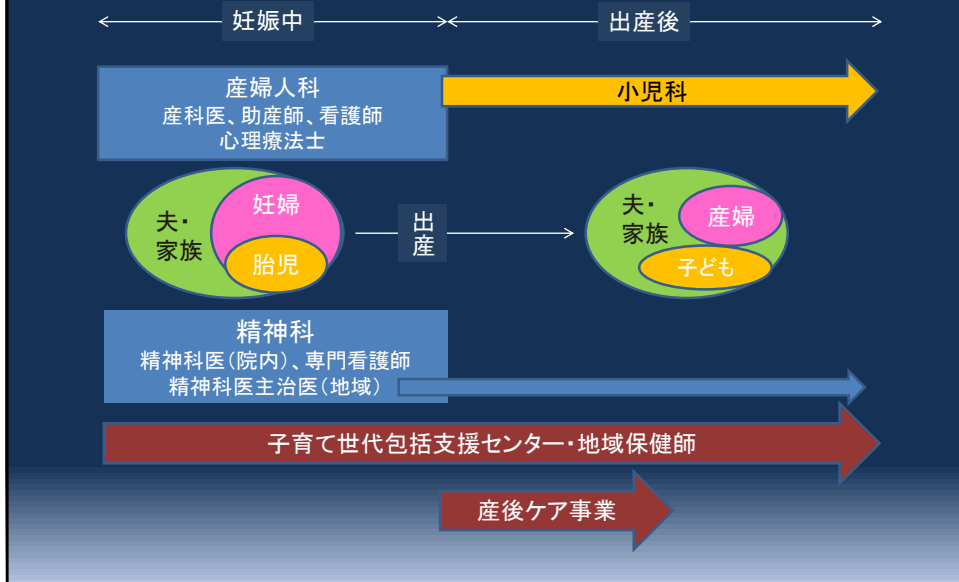 妊娠中
出産後
産婦人科
産科医、助産師、看護師
心理療法士
小児科
夫・
家族
妊婦
胎児
出
産
夫・
家族
産婦
子ども
精神科
精神科医(院内)、専門看護師
精神科医主治医(地域)
子育て世代包括支援センター・地域保健師
産後ケア事業